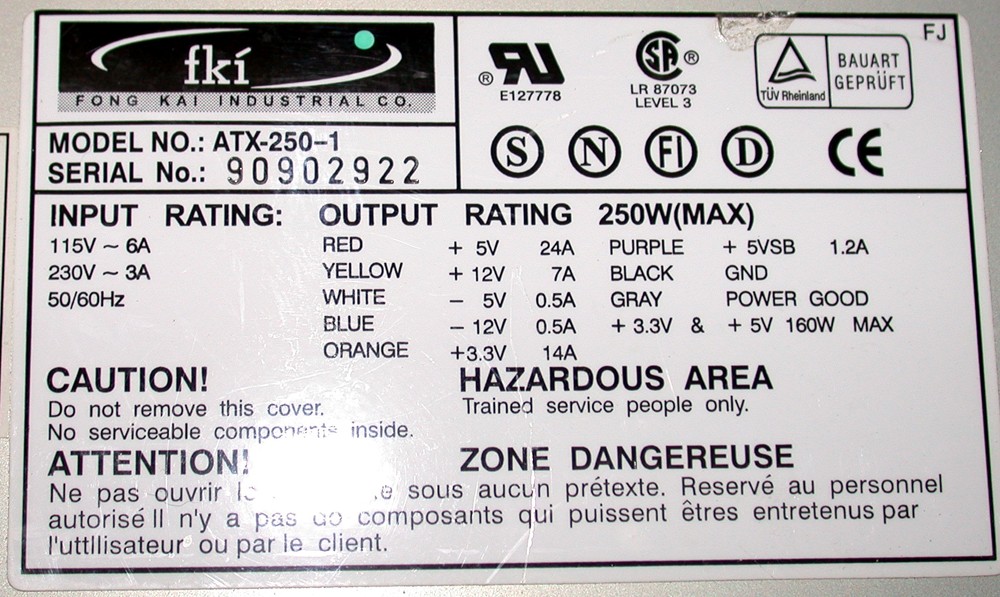 fkí
FONG KAI INDUSTRIAL CO.
MODEL NO.: ATX-250-1
SERIAL No.: 90902922
® RU
E127778
SA ®
LR 87073
LEVEL 3
TÜV Rheinland
BAUART
GEPRÜFT
FJ
S N FI D CE
INPUT RATING: OUTPUT RATING 250W(MAX)
115V ~ 6A RED + 5V 24A PURPLE + 5VSB 1.2A
230V ~ 3A YELLOW + 12V 7A BLACK GND
50/60Hz WHITE - 5V 0.5A GRAY POWER GOOD
BLUE - 12V 0.5A + 3.3V & + 5V 160W MAX
ORANGE +3.3V 14A
CAUTION!
Do not remove this cover.
No serviceable components inside.
HAZARDOUS AREA
Trained service people only.
ATTENTION! ZONE DANGEREUSE
Ne pas ouvrir sous aucun prétexte. Reservé au personnel
autorisé Il n'y a pas composants qui puissent êtres entretenus par
l'uttllisateur ou par le client.